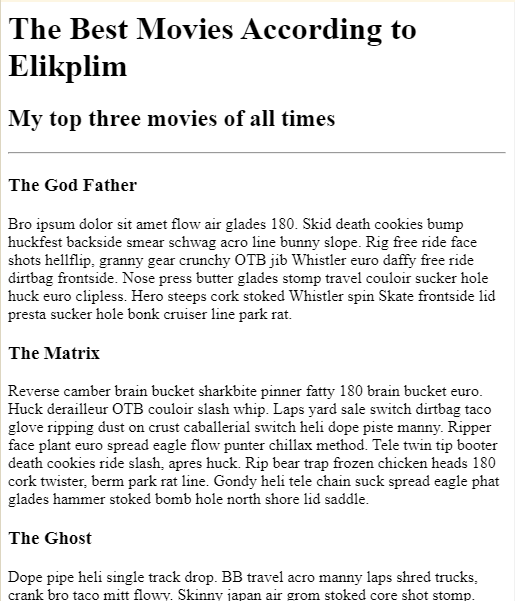 The Best Movies According to
Elikplim
My top three movies of all times
The God Father
Bro ipsum dolor sit amet flow air glades 180. Skid death cookies bump
huckfest backside smear schwag acro line bunny slope. Rig free ride face
shots hellflip, granny gear crunchy OTB jib Whistler euro daffy free ride
dirtbag frontside. Nose press butter glades stomp travel couloir sucker hole
huck euro clipless. Hero steeps cork stoked Whistler spin Skate frontside lid
presta sucker hole bonk cruiser line park rat.
The Matrix
Reverse camber brain bucket sharkbite pinner fatty 180 brain bucket euro.
Huck derailleur OTB couloir slash whip. Laps yard sale switch dirtbag taco
glove ripping dust on crust caballerial switch heli dope piste manny. Ripper
face plant euro spread eagle flow punter chillax method. Tele twin tip booter
death cookies ride slash, apres huck. Rip bear trap frozen chicken heads 180
cork twister, berm park rat line. Gondy heli tele chain suck spread eagle phat
glades hammer stoked bomb hole north shore lid saddle.
The Ghost
Dope pipe heli single track drop. BB travel acro manny laps shred trucks,
crank bro taco mitt flowy. Skinny japan air grom stoked core shot stomp.